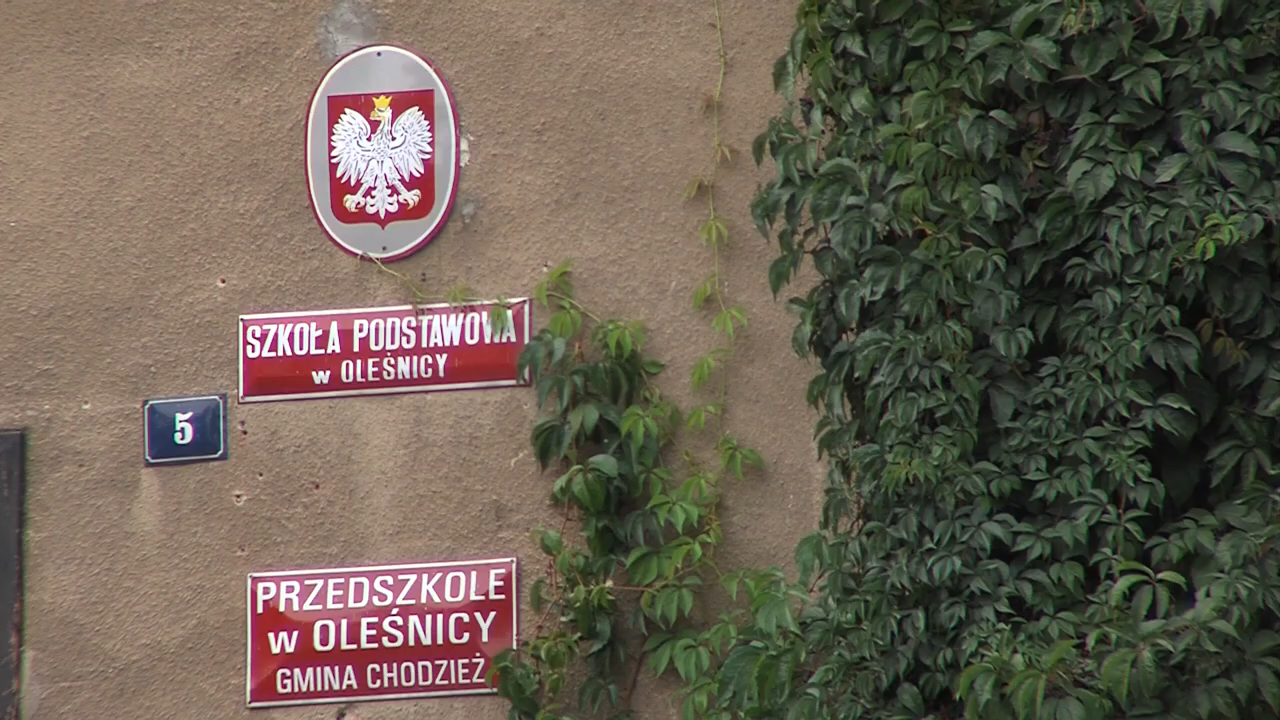 SZKOŁA PODSTAWOWA
w OLEŚNICY
5
PRZEDSZKOLE
w OLEŚNICY
GMINA CHODZIEŻ